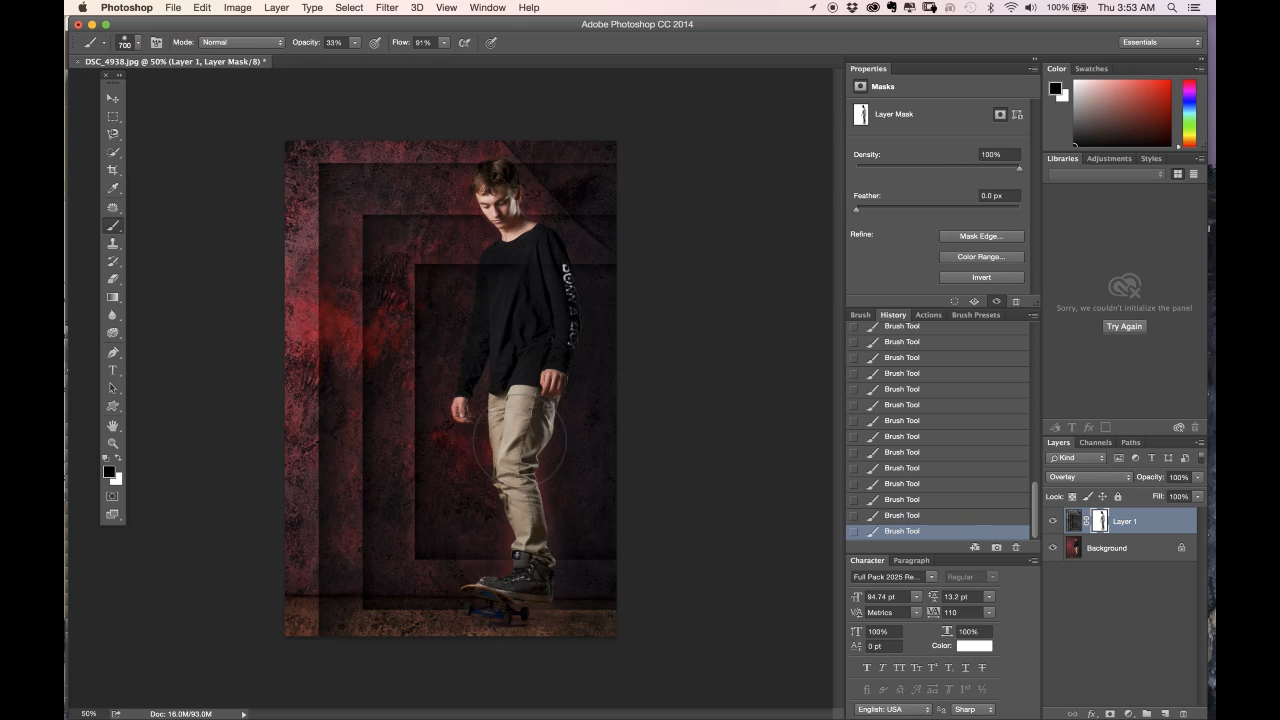 Photoshop File Edit Image Layer Type Select Filter 3D View Window Help 100% Thu 3:53 AM
Adobe Photoshop CC 2014
700 Mode: Normal Opacity: 33% Flow: 91% Essentials
× DSC_4938.jpg @ 50% (Layer 1, Layer Mask/8) *
Properties
Masks
Layer Mask
Density: 100%
Feather: 0.0 px
Refine: Mask Edge...
Color Range...
Invert
Color Swatches
Libraries Adjustments Styles
Sorry, we couldn't initialize the panel
Try Again
Brush History Actions Brush Presets
Brush Tool
Brush Tool
Brush Tool
Brush Tool
Brush Tool
Brush Tool
Brush Tool
Brush Tool
Brush Tool
Brush Tool
Brush Tool
Brush Tool
Brush Tool
Brush Tool
Layers Channels Paths
Kind
Overlay Opacity: 100%
Lock: Fill: 100%
Layer 1
Background
Character Paragraph
Full Pack 2025 Re... Regular
94.74 pt 13.2 pt
Metrics 110
100% 100%
0 pt Color:
English: USA Sharp
50% Doc: 16.0M/93.0M